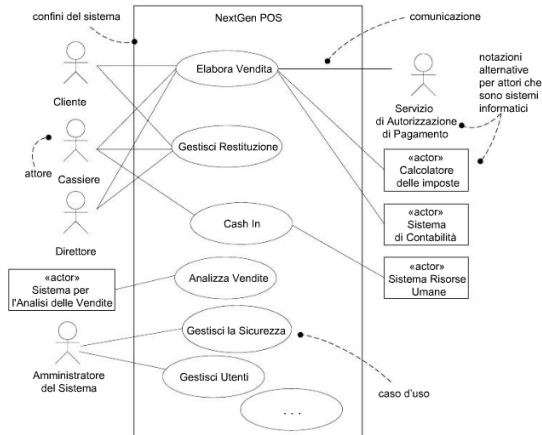 confini del sistema
NextGen POS
comunicazione
Elabora Vendita
notazioni
alternative
per attori che
sono sistemi
informatici
Cliente
Servizio
di Autorizzazione
di Pagamento
Gestisci Restituzione
attore
Cassiere
«actor»
Calcolatore
delle imposte
Cash In
«actor»
Sistema
di Contabilità
Direttore
«actor»
Sistema per
l'Analisi delle Vendite
Analizza Vendite
«actor»
Sistema Risorse
Umane
Gestisci la Sicurezza
Amministratore
del Sistema
Gestisci Utenti
caso d'uso
. . .